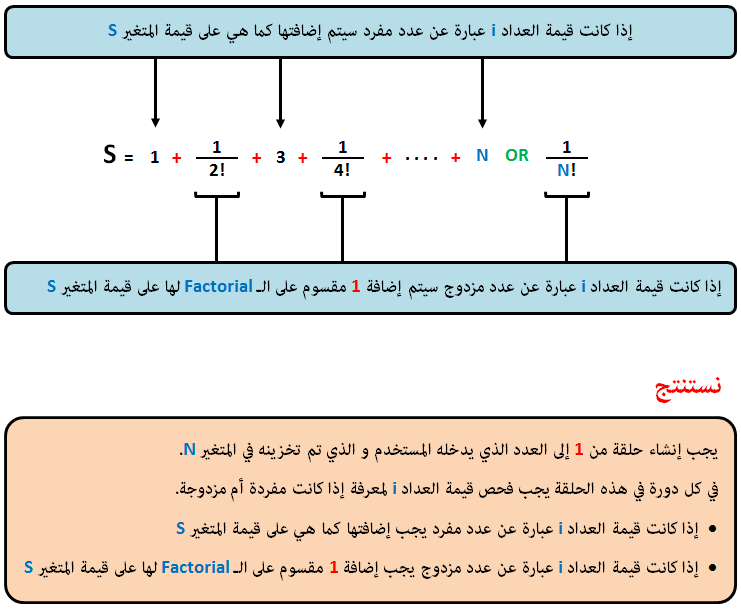 إذا كانت قيمة العداد i عبارة عن عدد مفرد سيتم إضافتها كما هي على قيمة المتغير S
S = 1 + 1/2! + 3 + 1/4! + .... + N OR 1/N!
إذا كانت قيمة العداد i عبارة عن عدد مزدوج سيتم إضافة 1 مقسوم على الـ Factorial لها على قيمة المتغير S
نستنتج
يجب إنشاء حلقة من 1 إلى العدد الذي يدخله المستخدم و الذي تم تخزينه في المتغير N.
في كل دورة في هذه الحلقة يجب فحص قيمة العداد i لمعرفة إذا كانت مفردة أم مزدوجة.
• إذا كانت قيمة العداد i عبارة عن عدد مفرد يجب إضافتها كما هي على قيمة المتغير S
• إذا كانت قيمة العداد i عبارة عن عدد مزدوج يجب إضافة 1 مقسوم على الـ Factorial لها على قيمة المتغير S